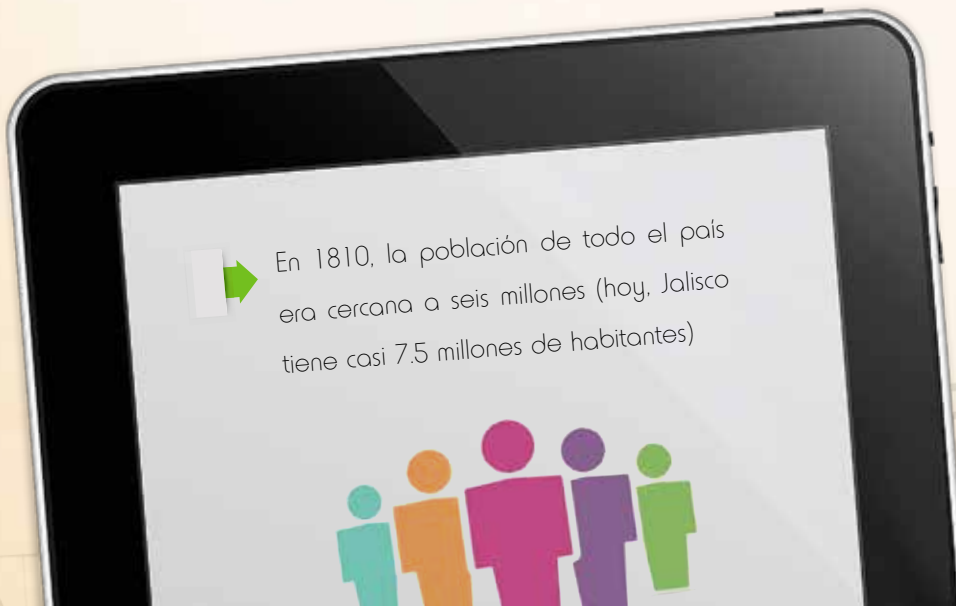 En 1810, la población de todo el país
era cercana a seis millones (hoy, Jalisco
tiene casi 7.5 millones de habitantes)